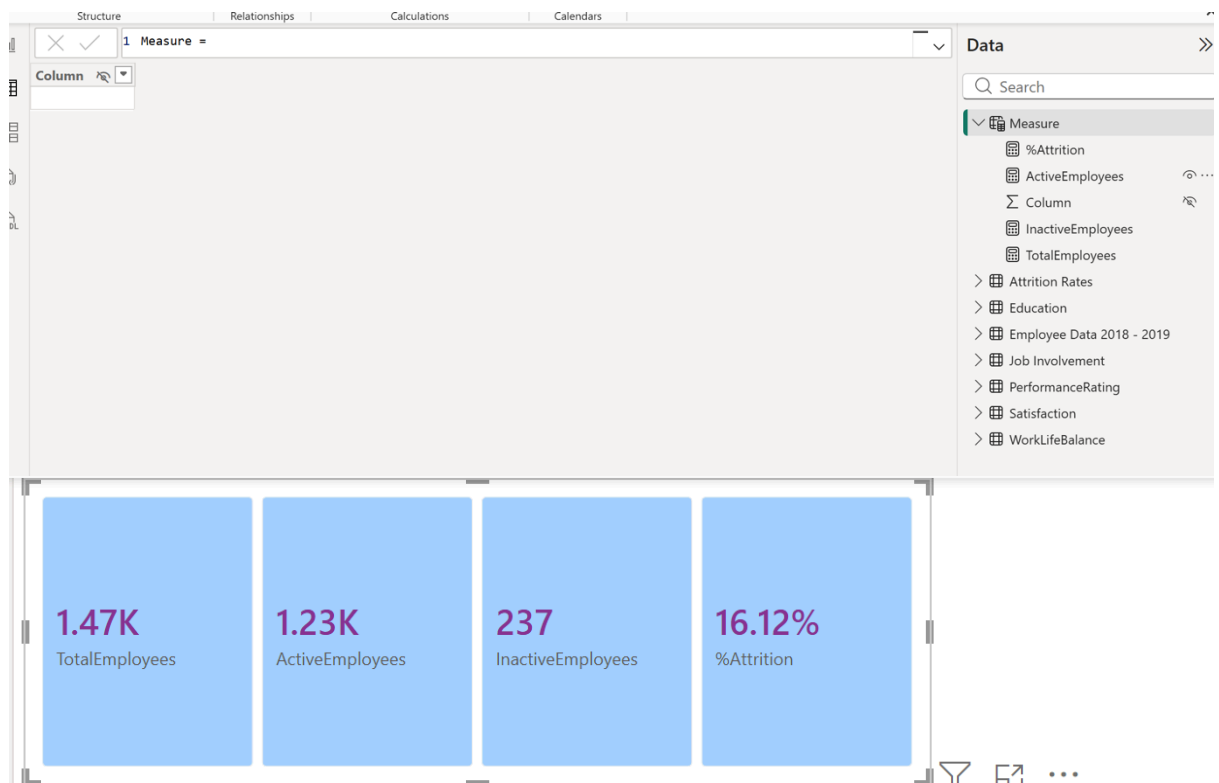 Structure Relationships Calculations Calendars
1 Measure =
Data
Column
Search
Measure
%Attrition
ActiveEmployees
Column
InactiveEmployees
TotalEmployees
Attrition Rates
Education
Employee Data 2018 - 2019
Job Involvement
PerformanceRating
Satisfaction
WorkLifeBalance
1.47K 1.23K 237 16.12%
TotalEmployees ActiveEmployees InactiveEmployees %Attrition